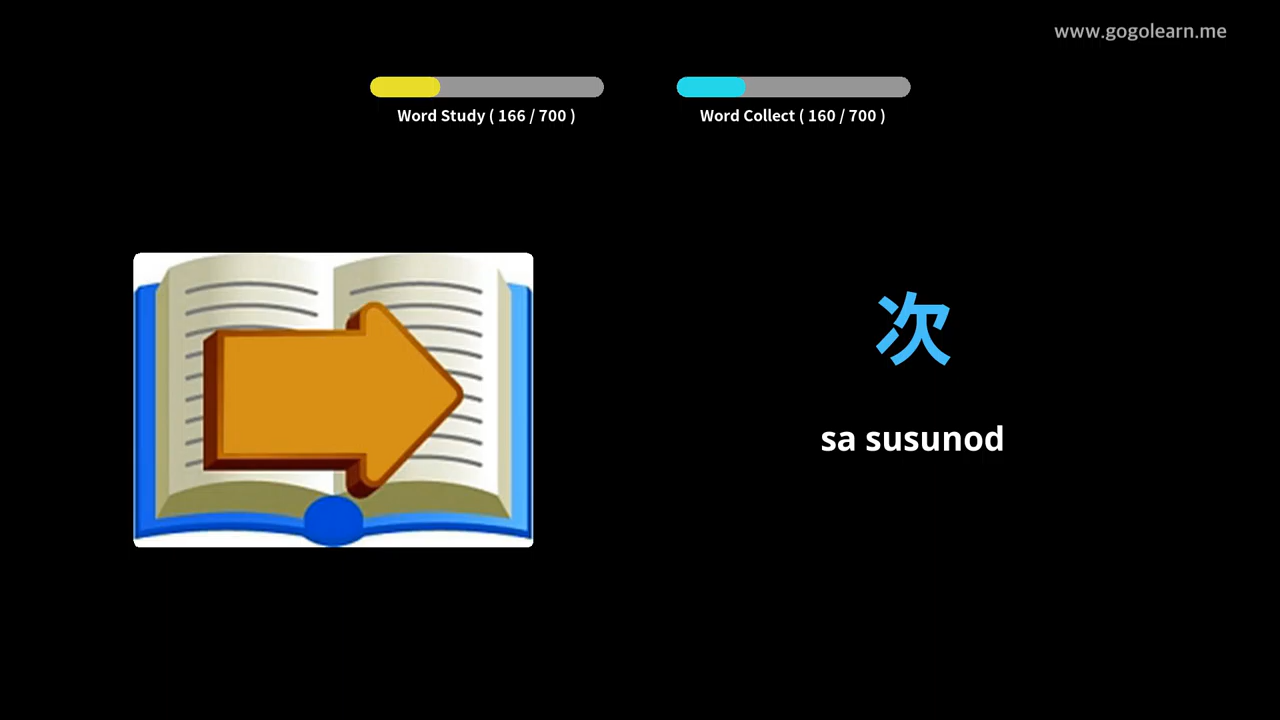 www.gogolearn.me
Word Study ( 166 / 700 )
Word Collect ( 160 / 700 )
次
sa susunod